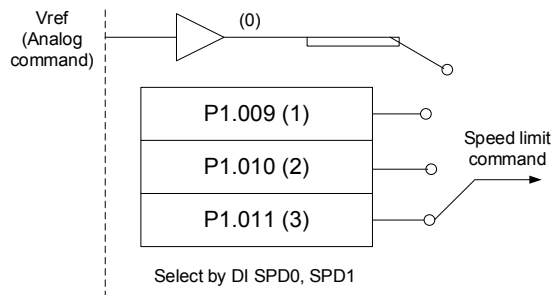 Vref
(Analog
command)
(0)
P1.009 (1)
P1.010 (2)
P1.011 (3)
Speed limit
command
Select by DI SPD0, SPD1